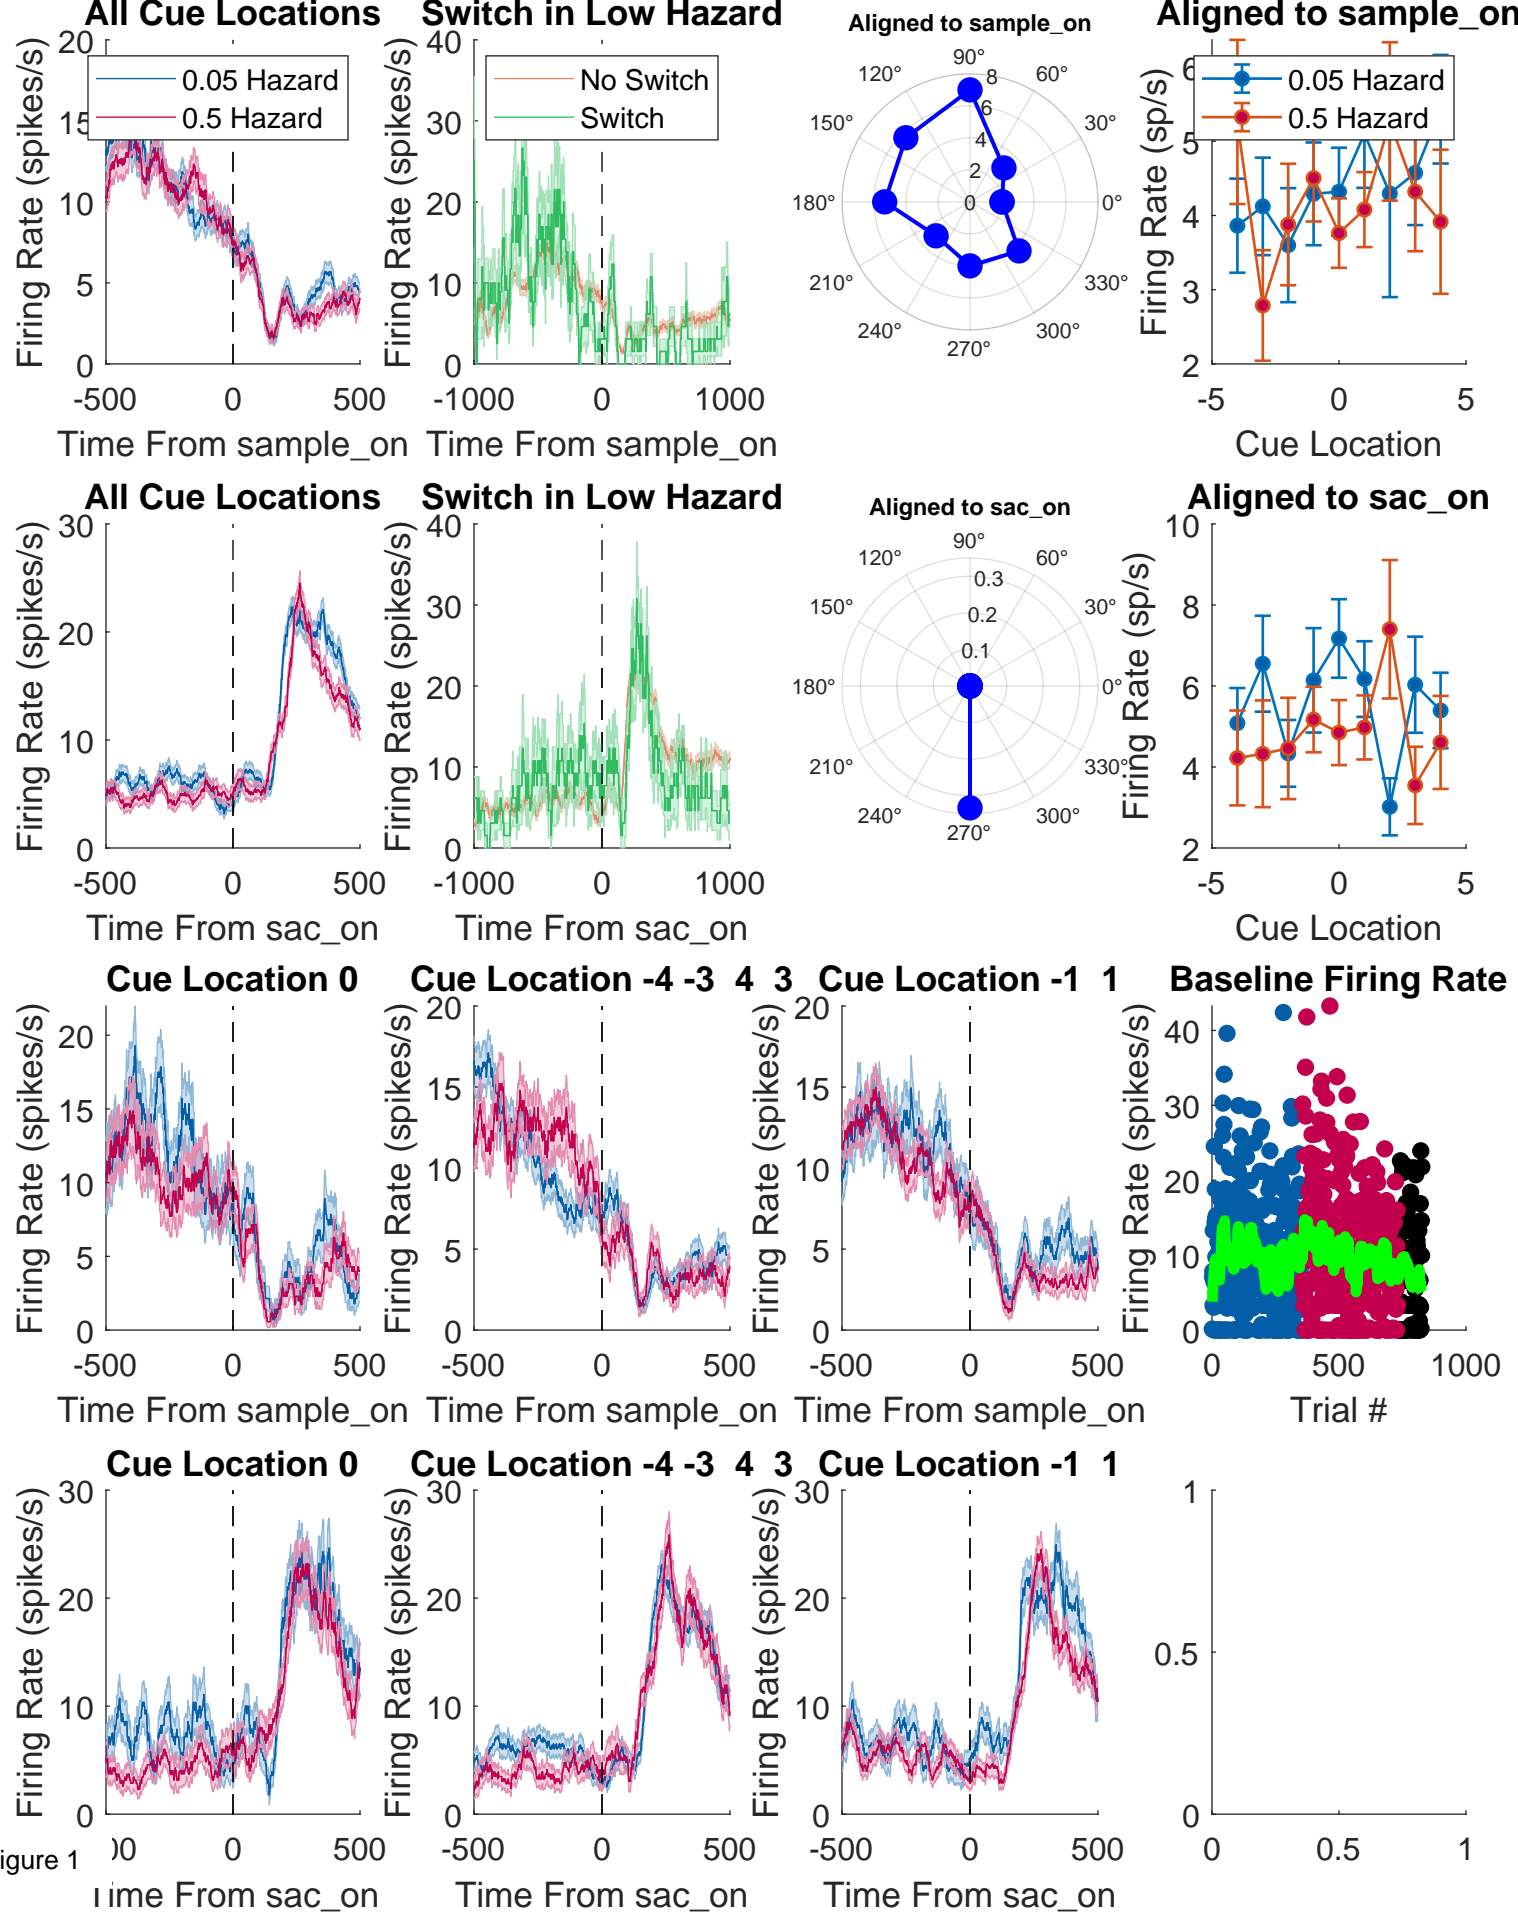 All Cue Locations
20
15
10
5
0
-500
0
500
Firing Rate (spikes/s)
Time From sample_on
0.05 Hazard
0.5 Hazard
Switch in Low Hazard
40
30
20
10
0
-1000
0
1000
Firing Rate (spikes/s)
Time From sample_on
No Switch
Switch
Aligned to sample_on
90°
120°
60°
150°
30°
180°
0°
210°
330°
240°
300°
270°
8
6
4
2
0
Aligned to sample_on
6
5
4
3
2
-5
0
5
Firing Rate (sp/s)
Cue Location
0.05 Hazard
0.5 Hazard
All Cue Locations
30
20
10
0
-500
0
500
Firing Rate (spikes/s)
Time From sac_on
Switch in Low Hazard
40
30
20
10
0
-1000
0
1000
Firing Rate (spikes/s)
Time From sac_on
Aligned to sac_on
90°
120°
60°
150°
30°
180°
0°
210°
330°
240°
300°
270°
0.3
0.2
0.1
Aligned to sac_on
10
8
6
4
2
-5
0
5
Firing Rate (sp/s)
Cue Location
Cue Location 0
20
15
10
5
0
-500
0
500
Firing Rate (spikes/s)
Time From sample_on
Cue Location -4 -3  4  3
20
15
10
5
0
-500
0
500
Firing Rate (spikes/s)
Time From sample_on
Cue Location -1  1
20
15
10
5
0
-500
0
500
Firing Rate (spikes/s)
Time From sample_on
Baseline Firing Rate
40
30
20
10
0
0
500
1000
Firing Rate (spikes/s)
Trial #
Cue Location 0
30
20
10
0
00
0
500
Firing Rate (spikes/s)
Time From sac_on
Cue Location -4 -3  4  3
30
20
10
0
-500
0
500
Firing Rate (spikes/s)
Time From sac_on
Cue Location -1  1
30
20
10
0
-500
0
500
Firing Rate (spikes/s)
Time From sac_on
1
0.5
0
0
0.5
1
igure 1